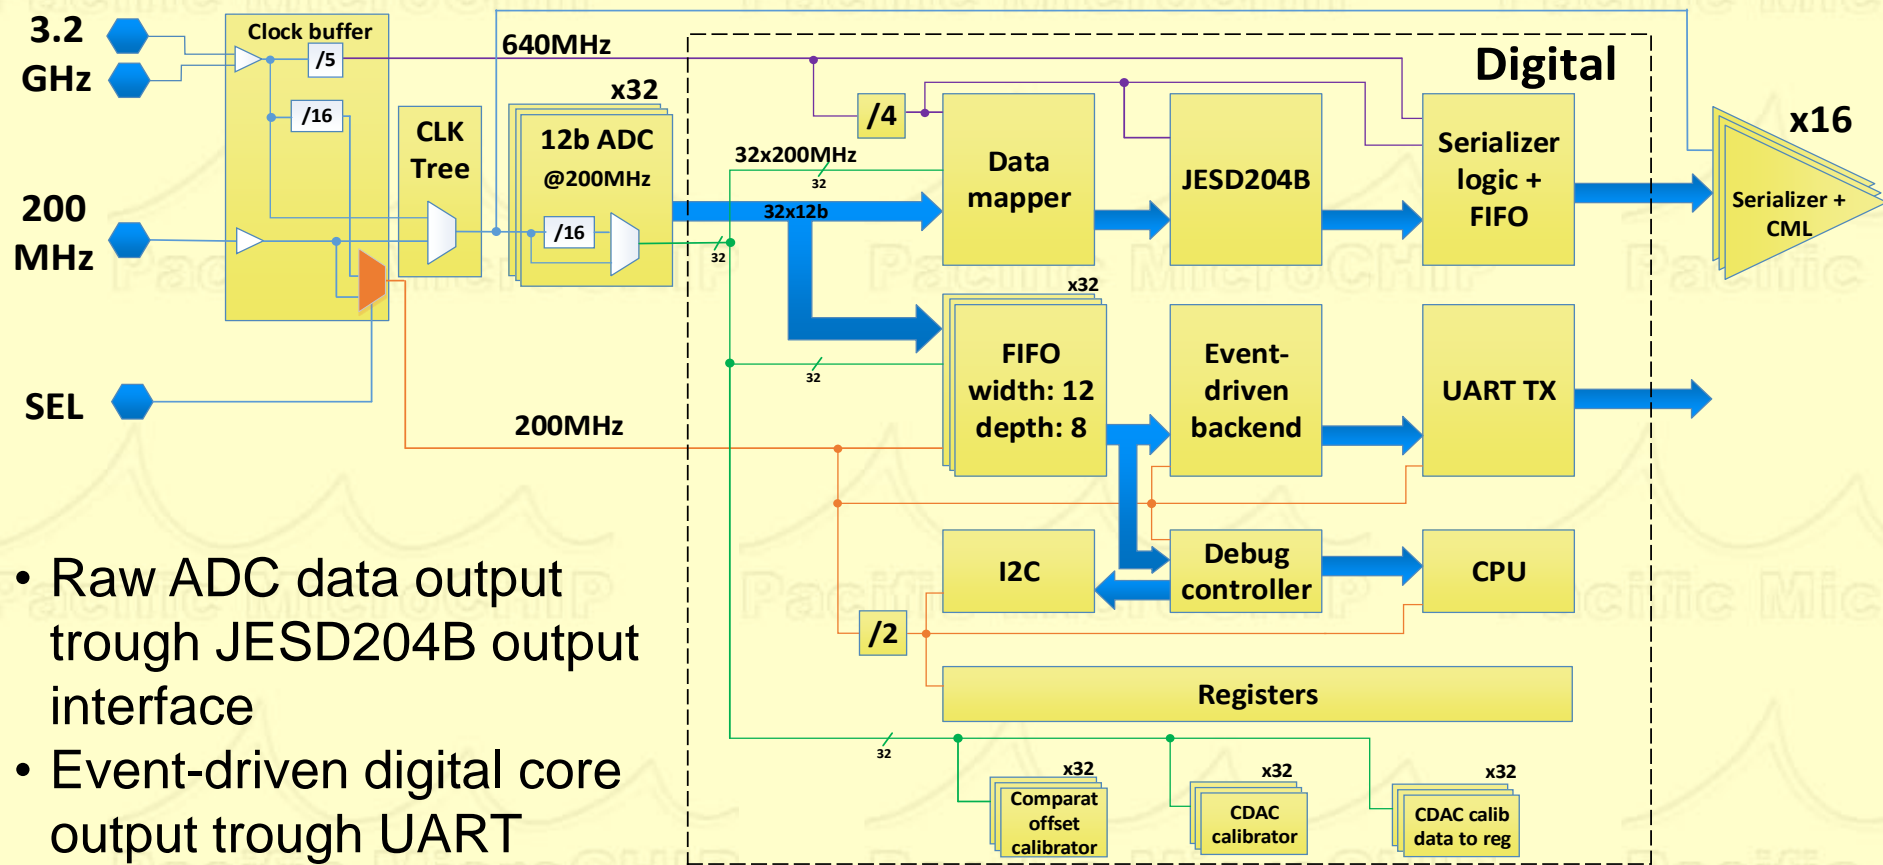 3.2
GHz
Clock buffer
/5
/16
640MHz
Digital
x32
CLK
Tree
12b ADC
@200MHz
/16
/4
32x200MHz
32
32x12b
32
Data
mapper
JESD204B
Serializer
logic +
FIFO
x16
Serializer +
CML
200
MHz
SEL
x32
FIFO
width: 12
depth: 8
32
Event-
driven
backend
UART TX
200MHz
I2C
Debug
controller
CPU
/2
Registers
32
x32
Comparat
offset
calibrator
x32
CDAC
calibrator
x32
CDAC calib
data to reg
• Raw ADC data output
trough JESD204B output
interface
• Event-driven digital core
output trough UART
Pacific MicroCHIP